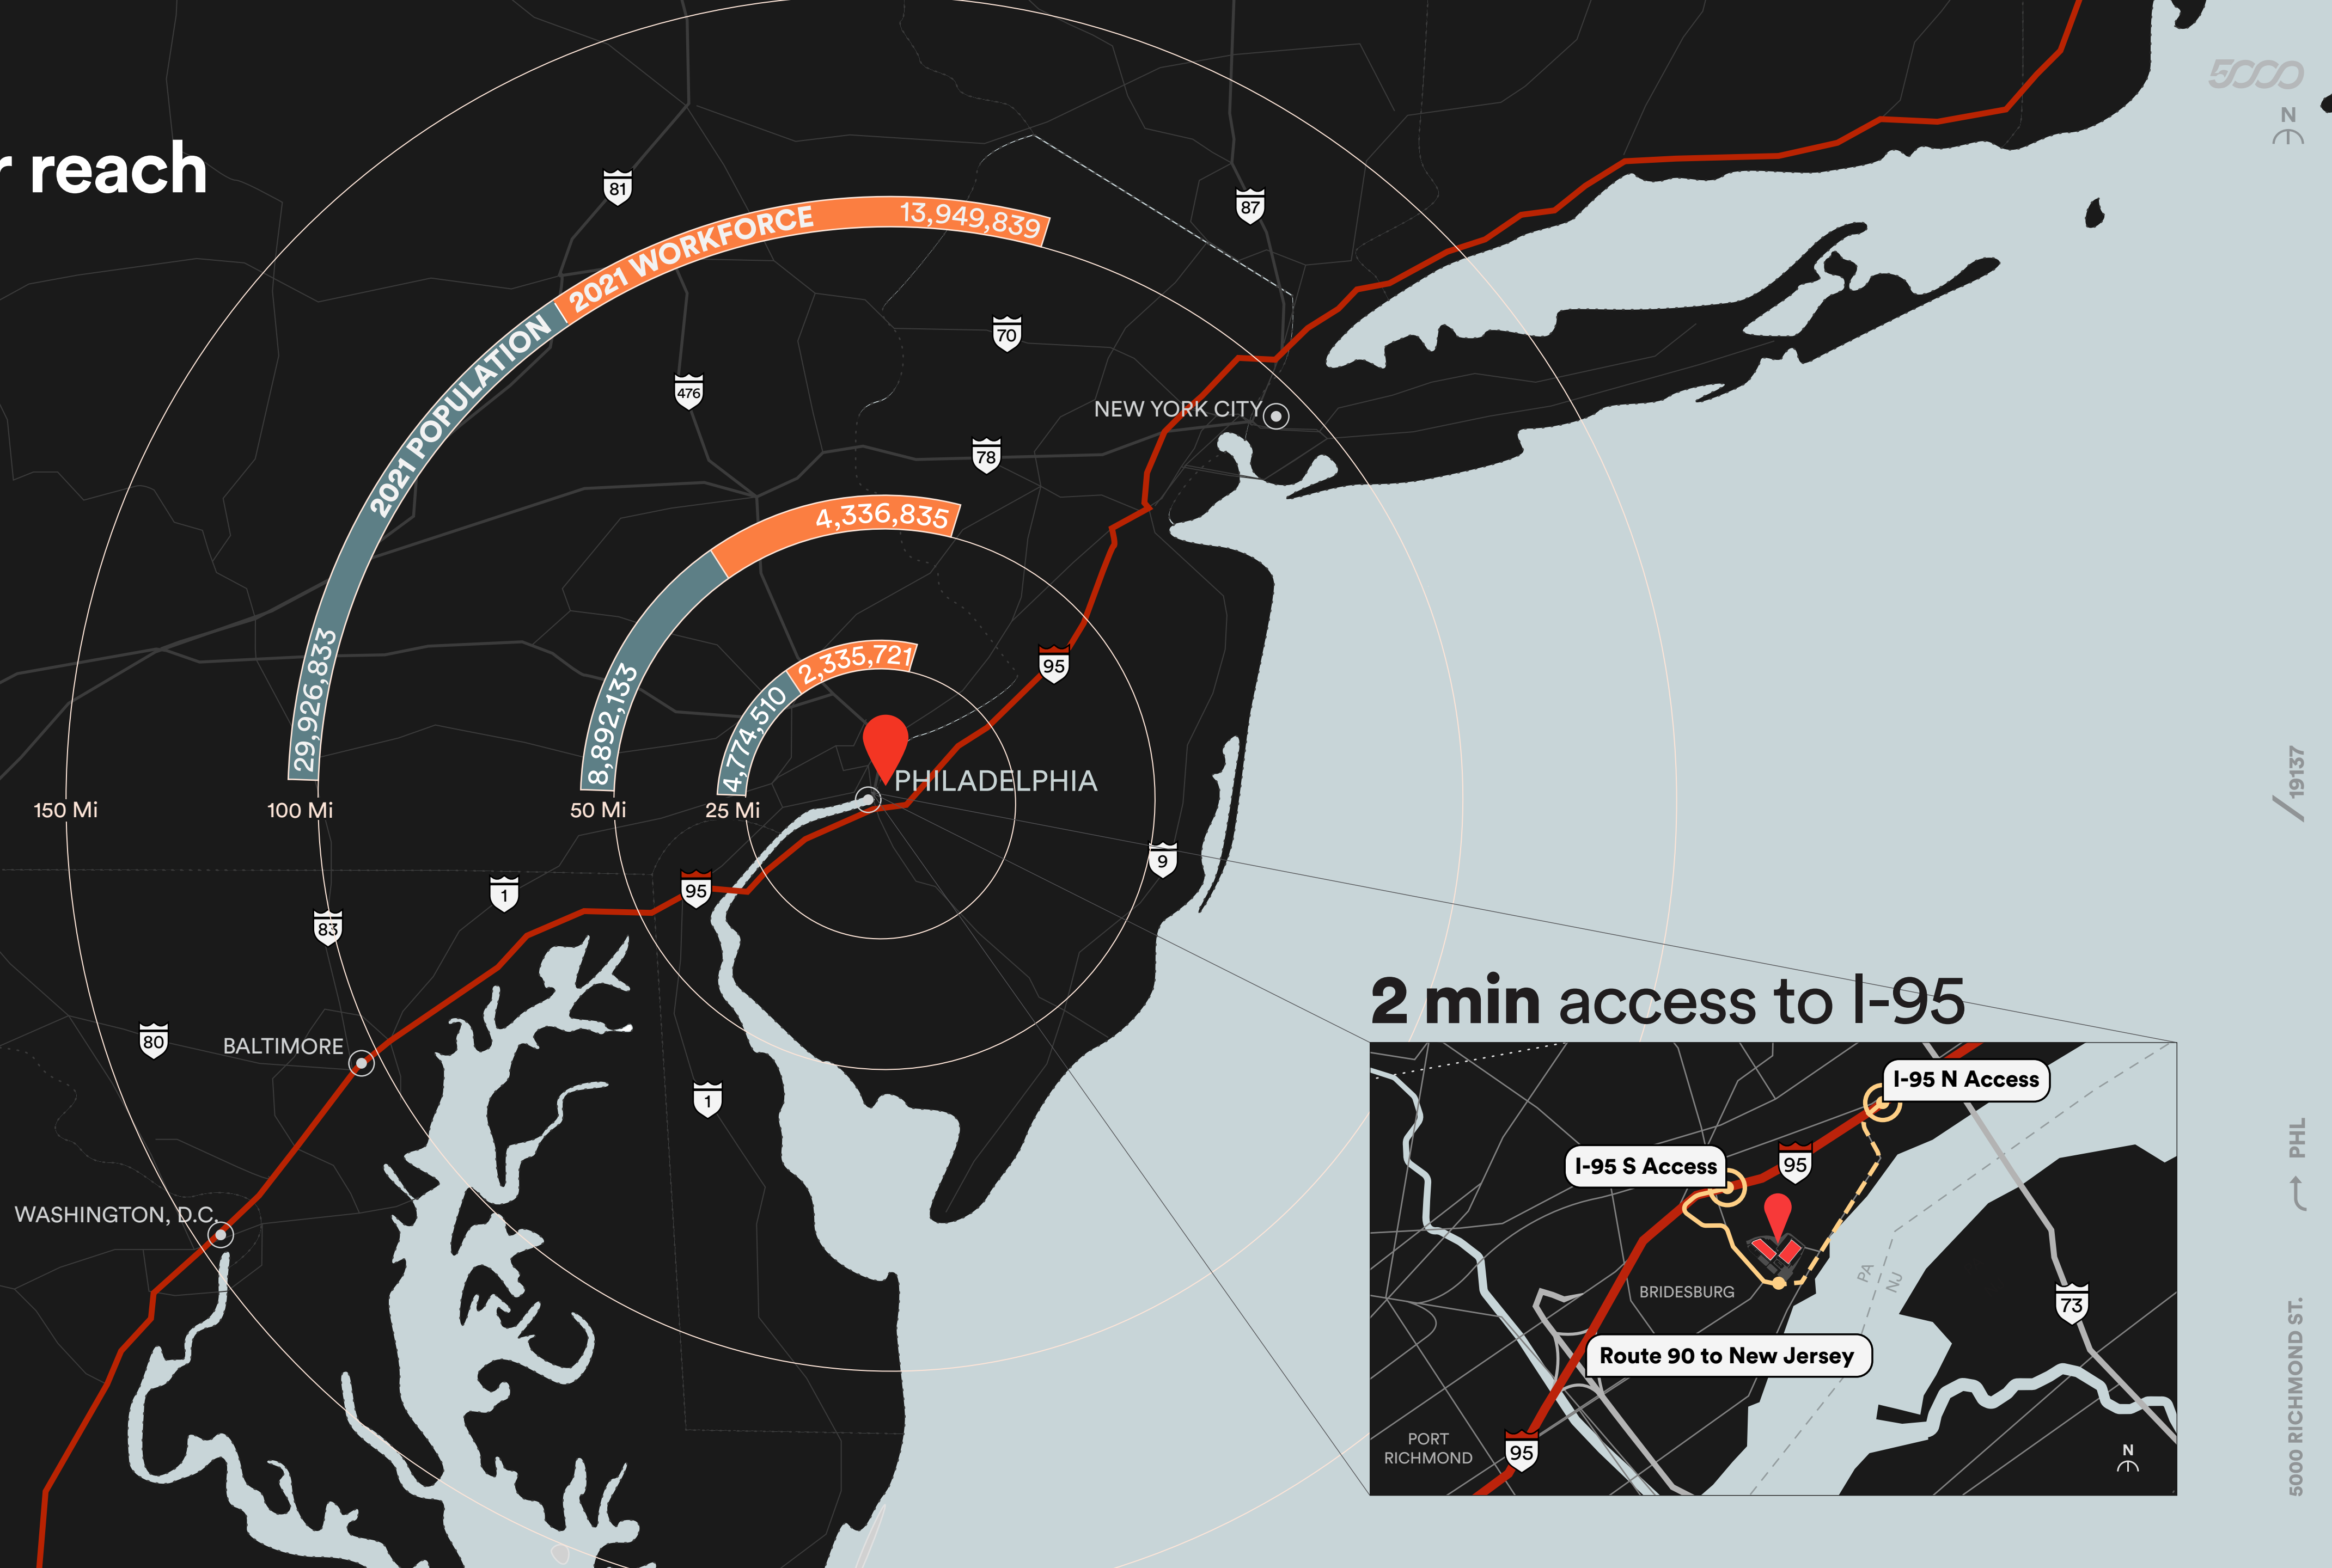 r reach
5000
N
81
87
2021 WORKFORCE
13,949,839
2021 POPULATION
29,926,833
70
476
NEW YORK CITY
78
4,336,835
8,892,133
2,335,721
4,774,510
95
PHILADELPHIA
150 Mi
100 Mi
50 Mi
25 Mi
/19137
9
95
1
83
80
BALTIMORE
1
WASHINGTON, D.C.
2 min access to I-95
I-95 N Access
I-95 S Access
95
BRIDESBURG
PA
NJ
73
Route 90 to New Jersey
PORT
RICHMOND
95
N
PHL
5000 RICHMOND ST.